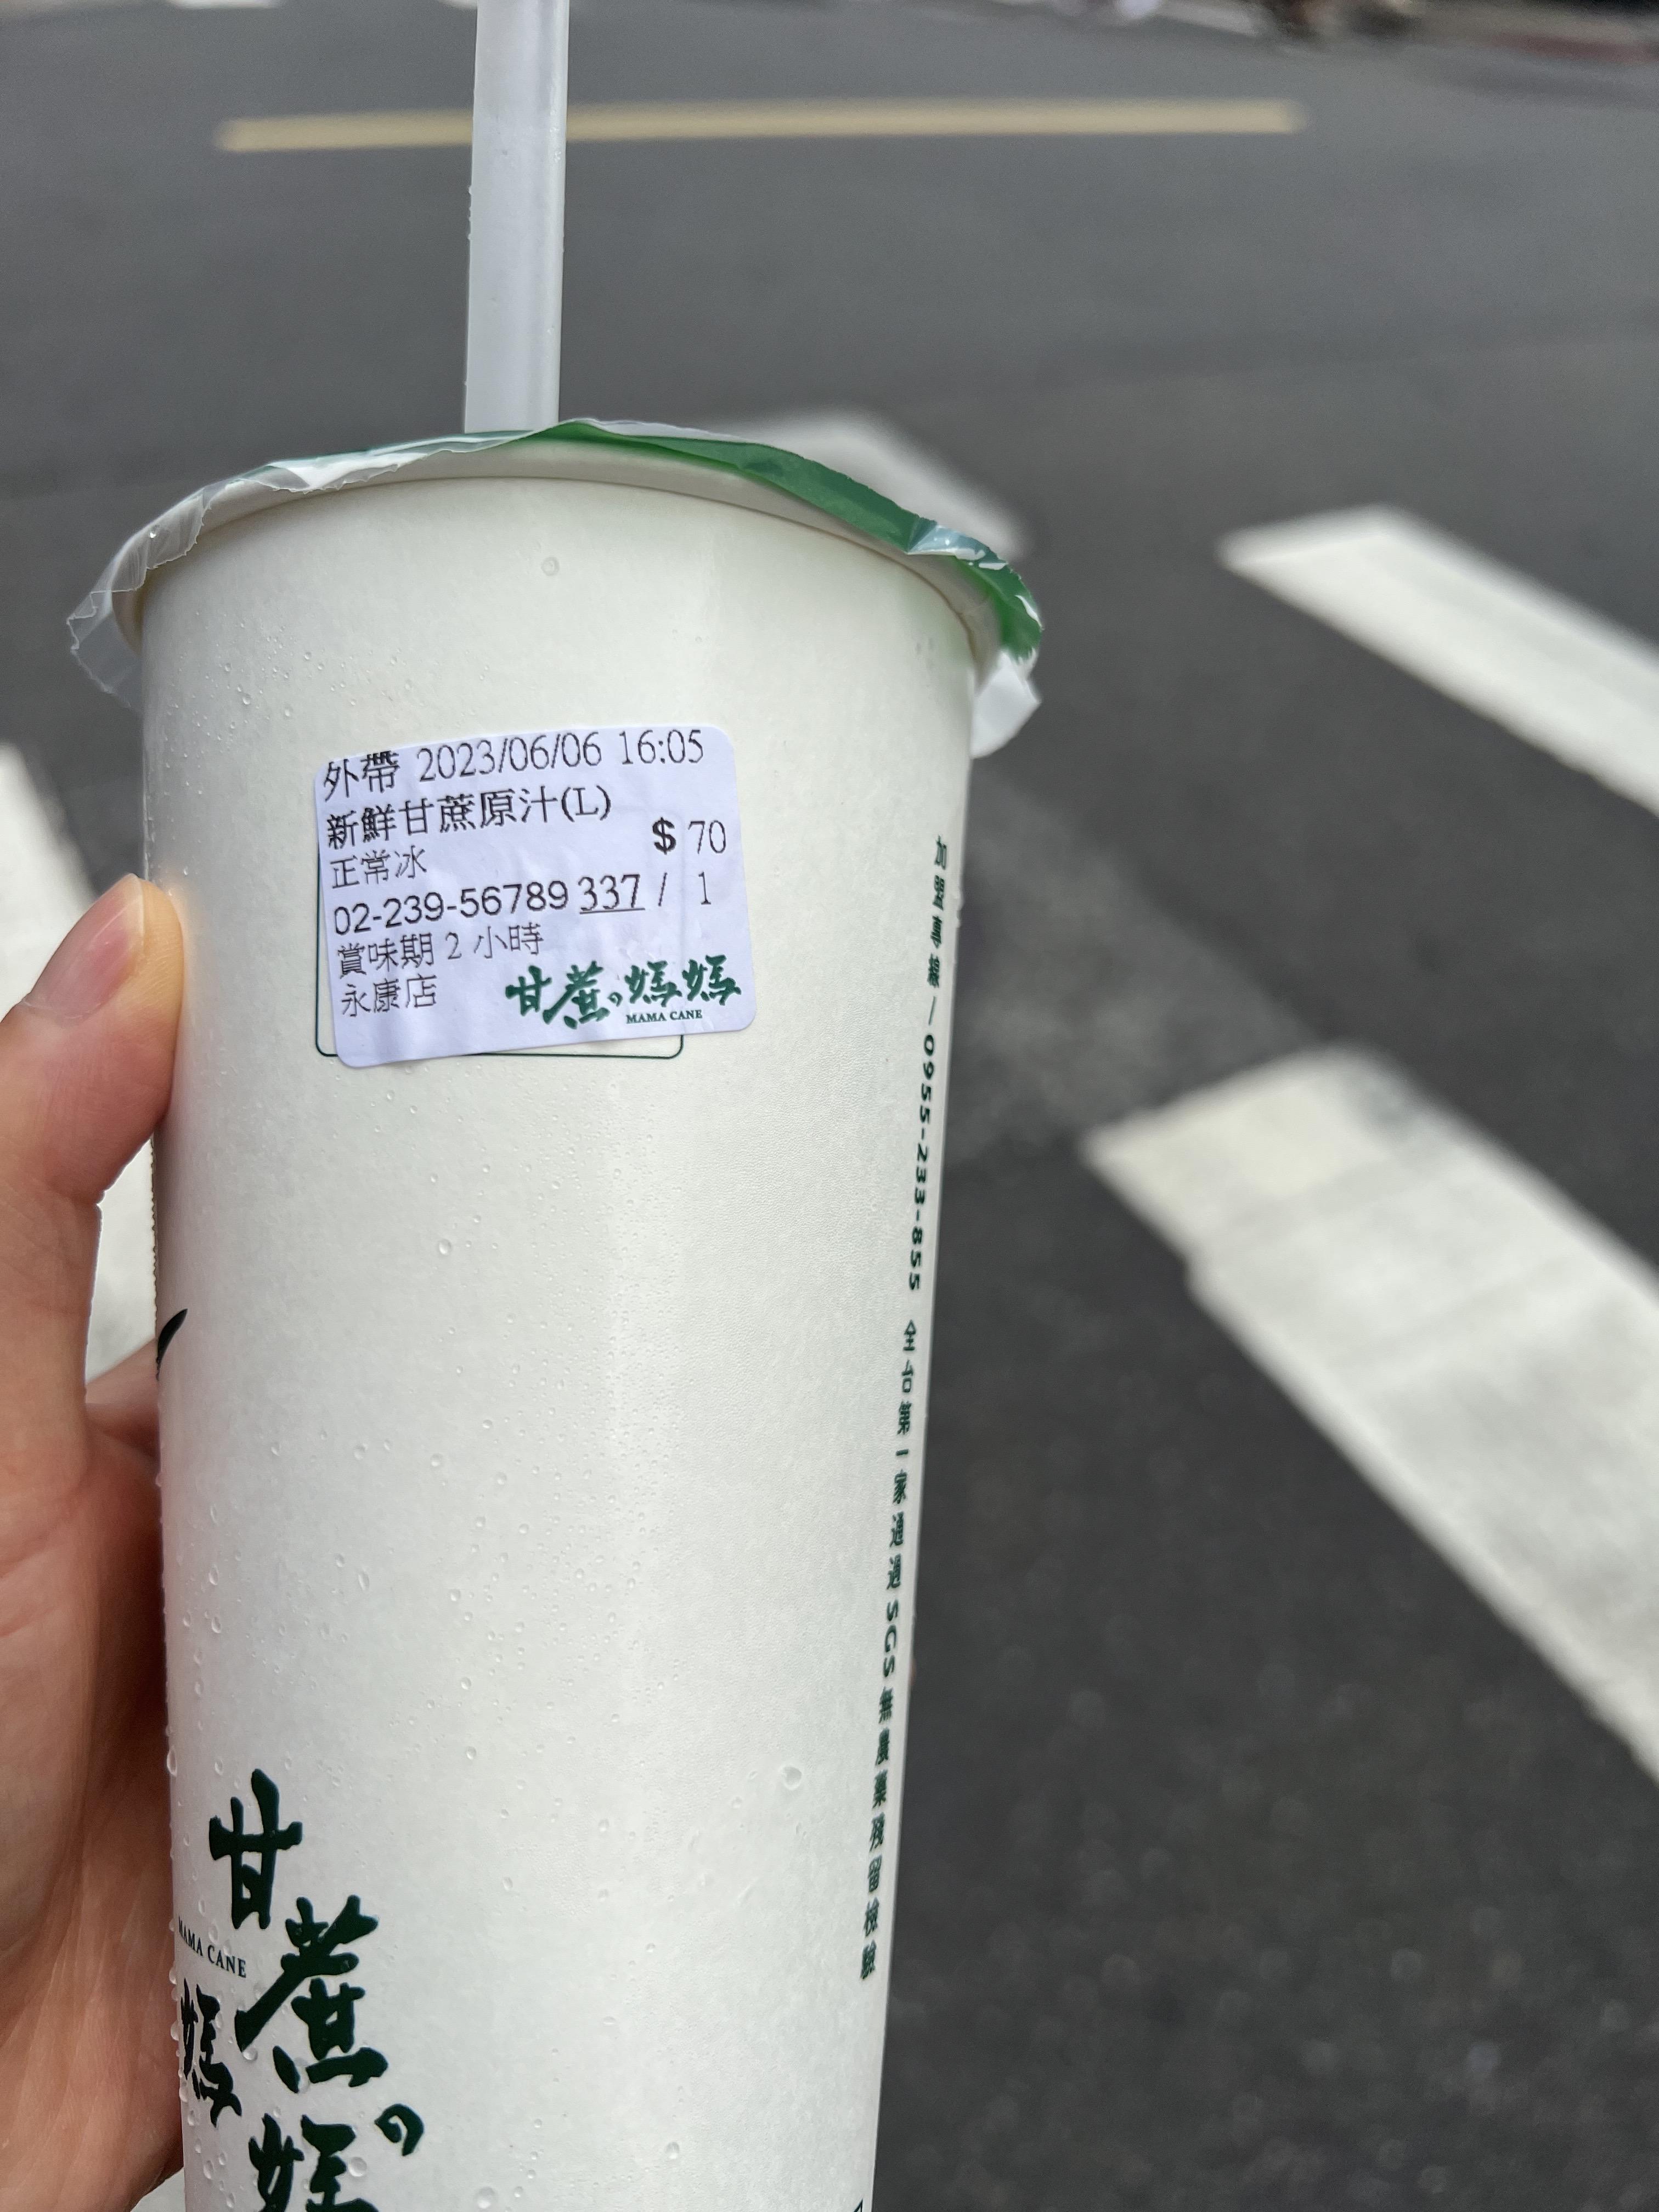 外帶 2023/06/06 16:05
新鮮甘蔗原汁(L)
$ 70
正常冰
02-239-56789 337 / 1
賞味期 2 小時
永康店
甘蔗の媽媽
MAMA CANE
加盟專線—0955-233-855 全台第一家通過SGS無農藥殘留檢驗
甘蔗の
MAMA CANE
媽媽